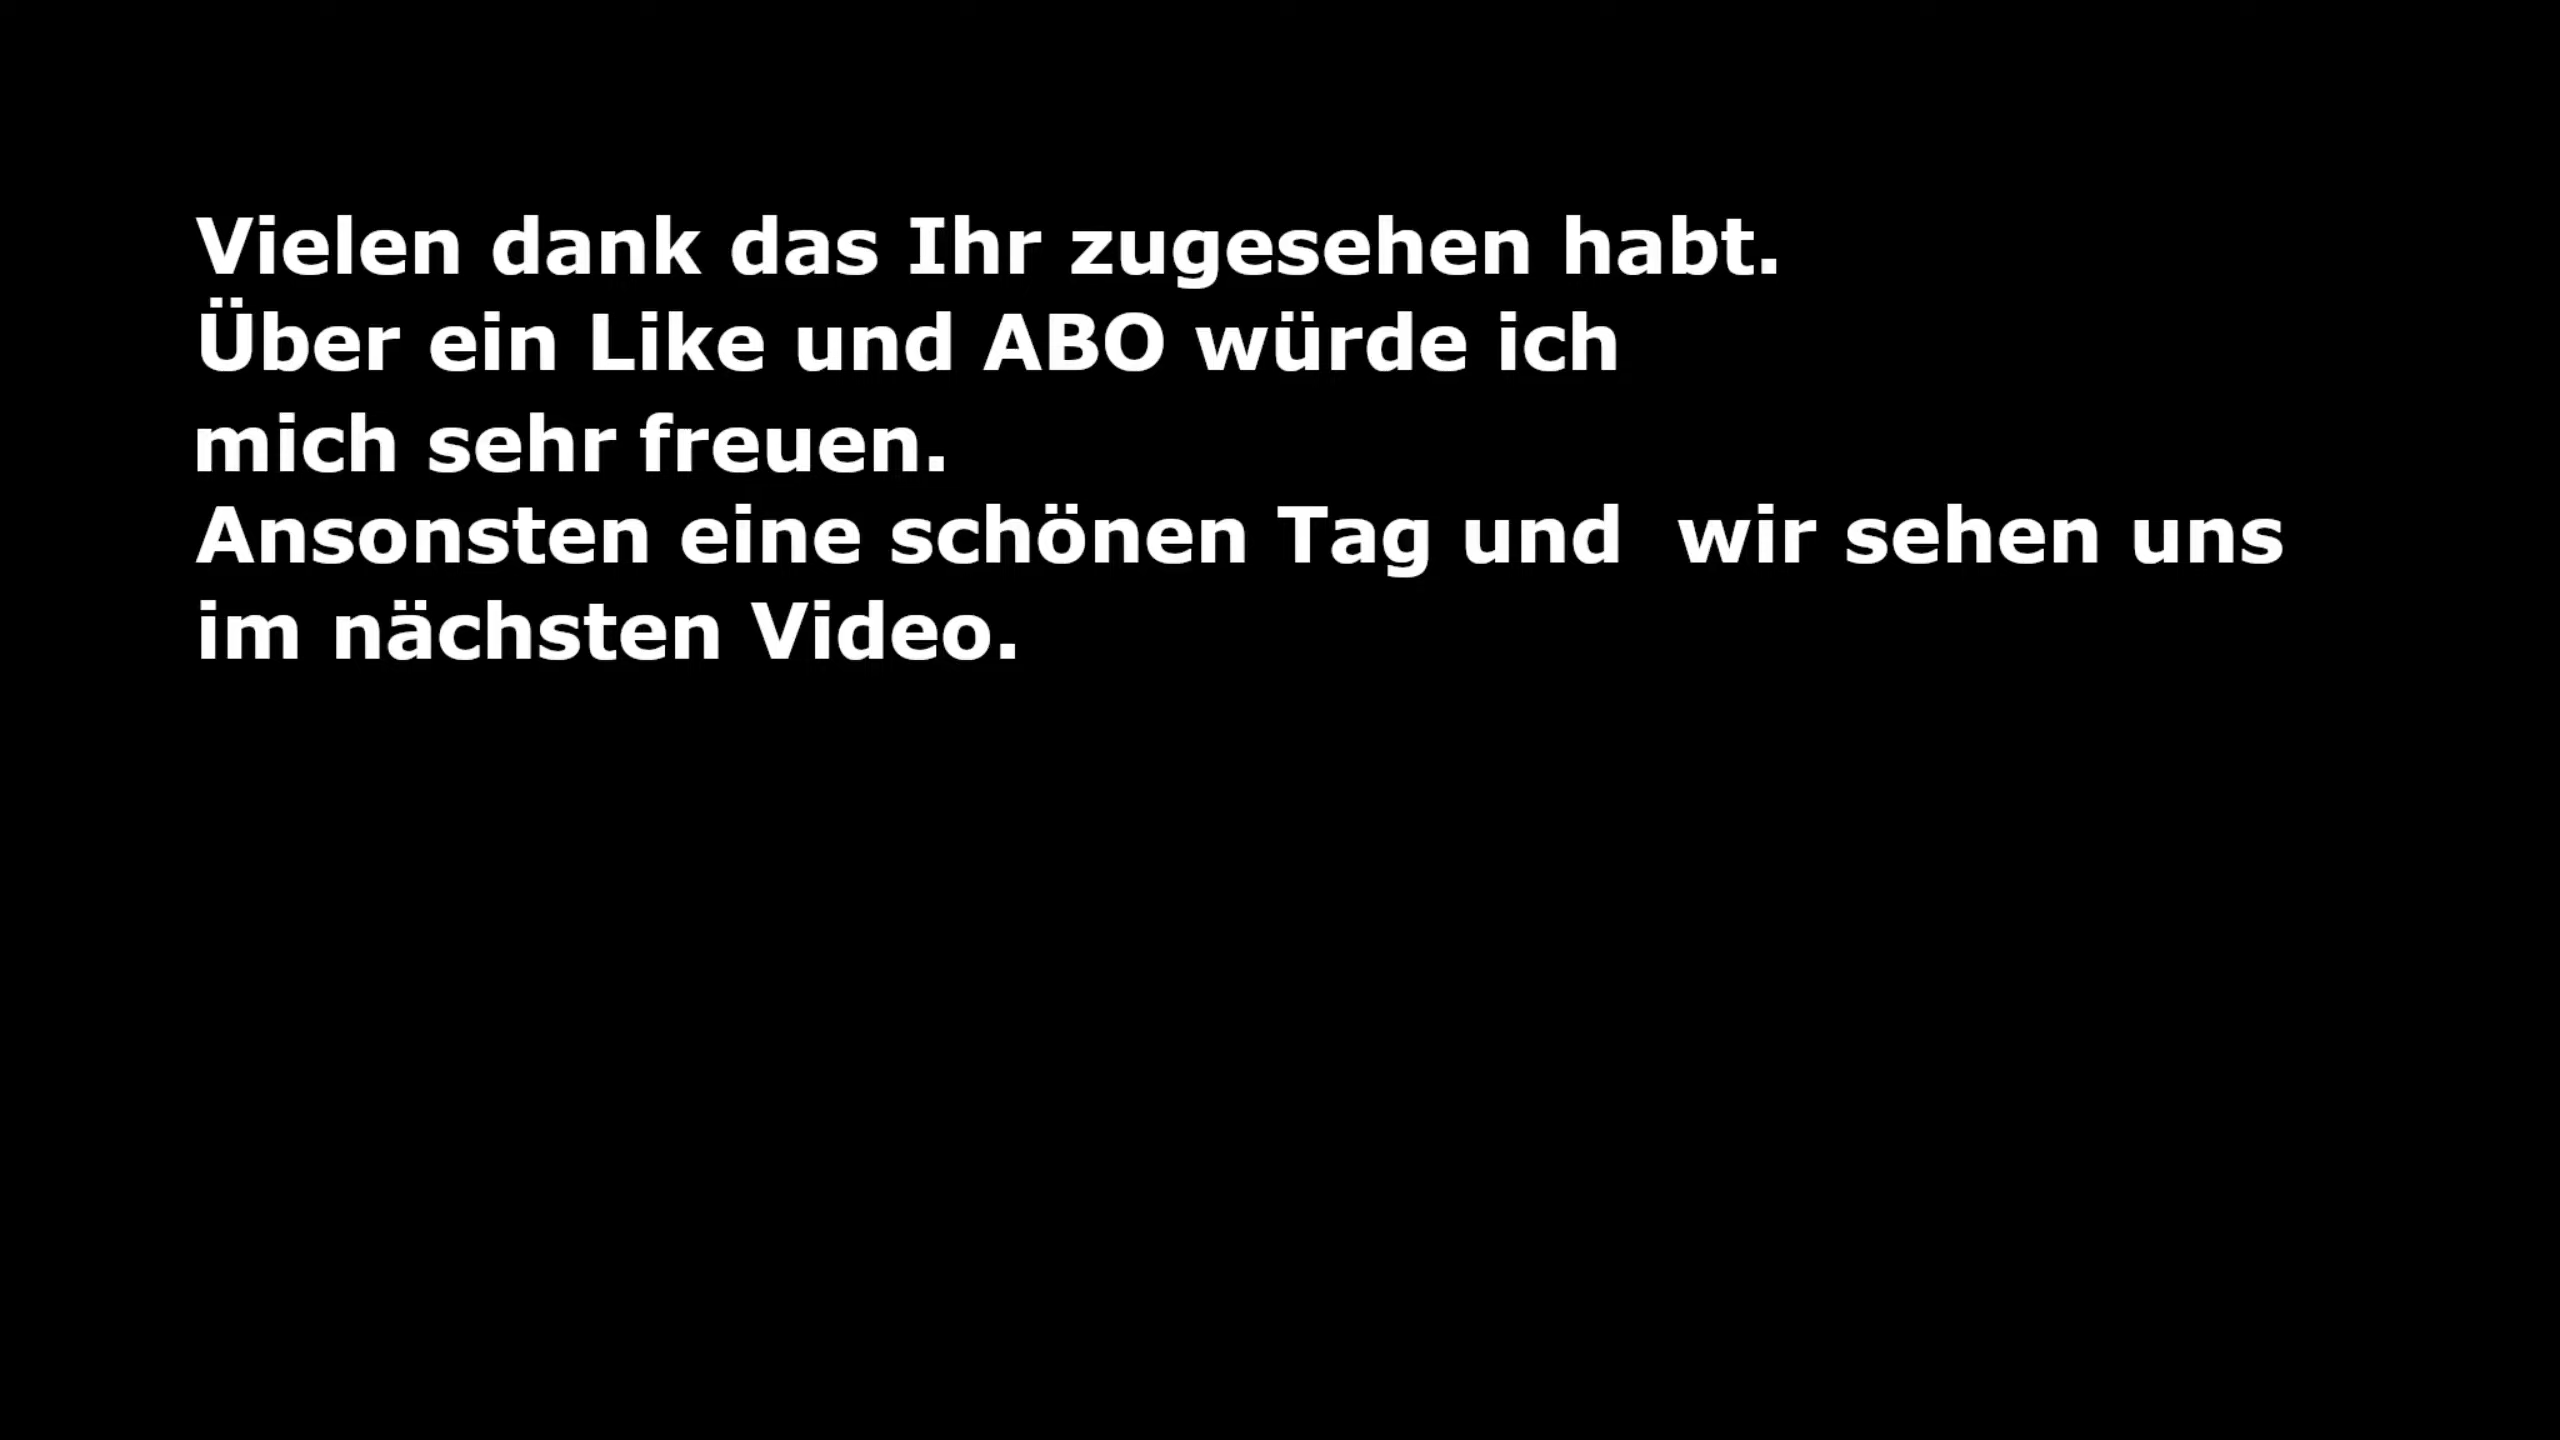 Vielen dank das Ihr zugesehen habt.
Über ein Like und ABO würde ich
mich sehr freuen.
Ansonsten eine schönen Tag und  wir sehen uns
im nächsten Video.